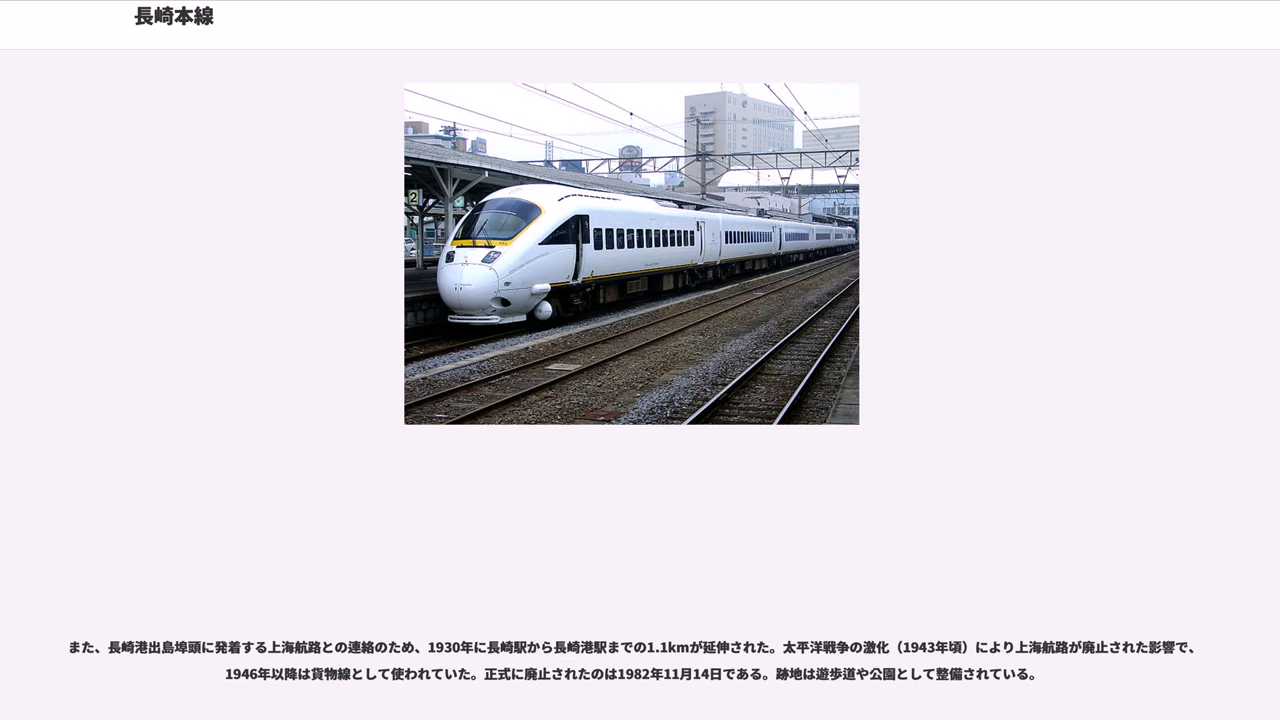 長崎本線
2
また、長崎港出島埠頭に発着する上海航路との連絡のため、1930年に長崎駅から長崎港駅までの1.1kmが延伸された。太平洋戦争の激化（1943年頃）により上海航路が廃止された影響で、
1946年以降は貨物線として使われていた。正式に廃止されたのは1982年11月14日である。跡地は遊歩道や公園として整備されている。